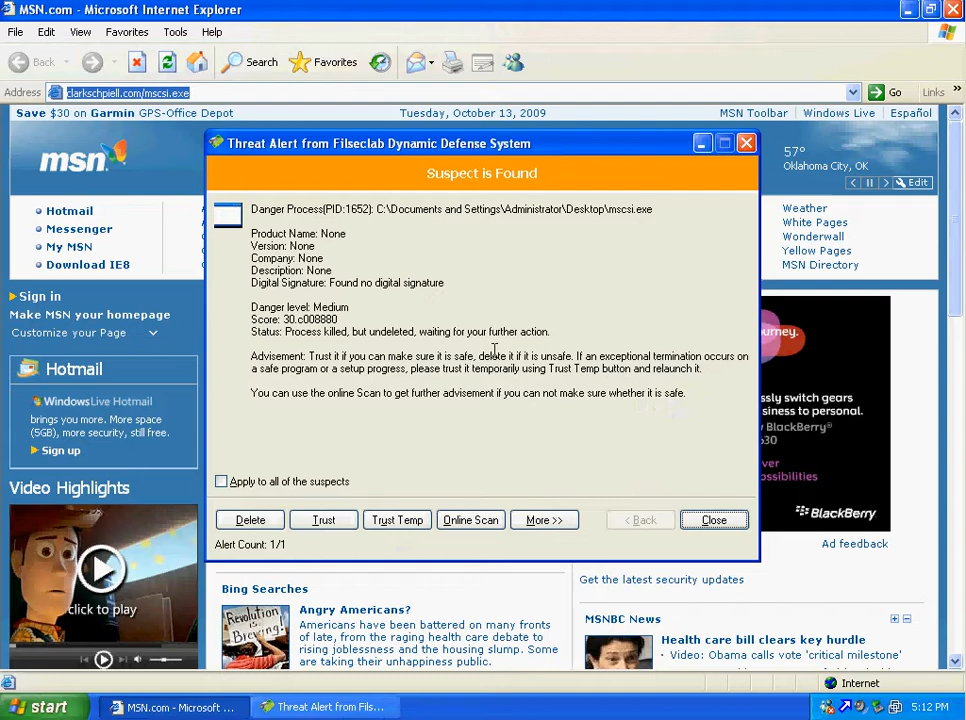 MSN.com - Microsoft Internet Explorer
File Edit View Favorites Tools Help
Back Search Favorites
Address clarkschpiell.com/mscsi.exe Go Links »
Save $30 on Garmin GPS-Office Depot Tuesday, October 13, 2009 MSN Toolbar Windows Live Español
msn
57°
Oklahoma City, OK
Edit
Hotmail
Messenger
My MSN
Download IE8
Weather
White Pages
Wonderwall
MSN Directory
Sign in
Make MSN your homepage
Customize your Page
Hotmail
Windows Live Hotmail
brings you more. More space
(5GB), more security, still free.
Sign up
Video Highlights
click to play
Threat Alert from Filseclab Dynamic Defense System
Suspect is Found
Danger Process(PID:1652): C:\Documents and Settings\Administrator\Desktop\mscsi.exe
Product Name: None
Version: None
Company: None
Description: None
Digital Signature: Found no digital signature
Danger level: Medium
Score: 30.c008880
Status: Process killed, but undeleted, waiting for your further action.
Advisement: Trust it if you can make sure it is safe, delete it if it is unsafe. If an exceptional termination occurs on
a safe program or a setup progress, please trust it temporarily using Trust Temp button and relaunch it.
You can use the online Scan to get further advisement if you can not make sure whether it is safe.
Apply to all of the suspects
Delete Trust Trust Temp Online Scan More >> < Back Close
Alert Count: 1/1
ssly switch gears
business to personal.
BlackBerry®
630
over
possibilities
BlackBerry®
Ad feedback
Bing Searches
Revolution
is
Brewing!
Angry Americans?
Americans have been battered on many fronts
of late, from the raging health care debate to
rising joblessness and the housing slump. Some
are taking their unhappiness public.
Get the latest security updates
MSNBC News
Health care bill clears key hurdle
Video: Obama calls vote 'critical milestone'
Internet
start MSN.com - Microsoft ... Threat Alert from Fils... 5:12 PM